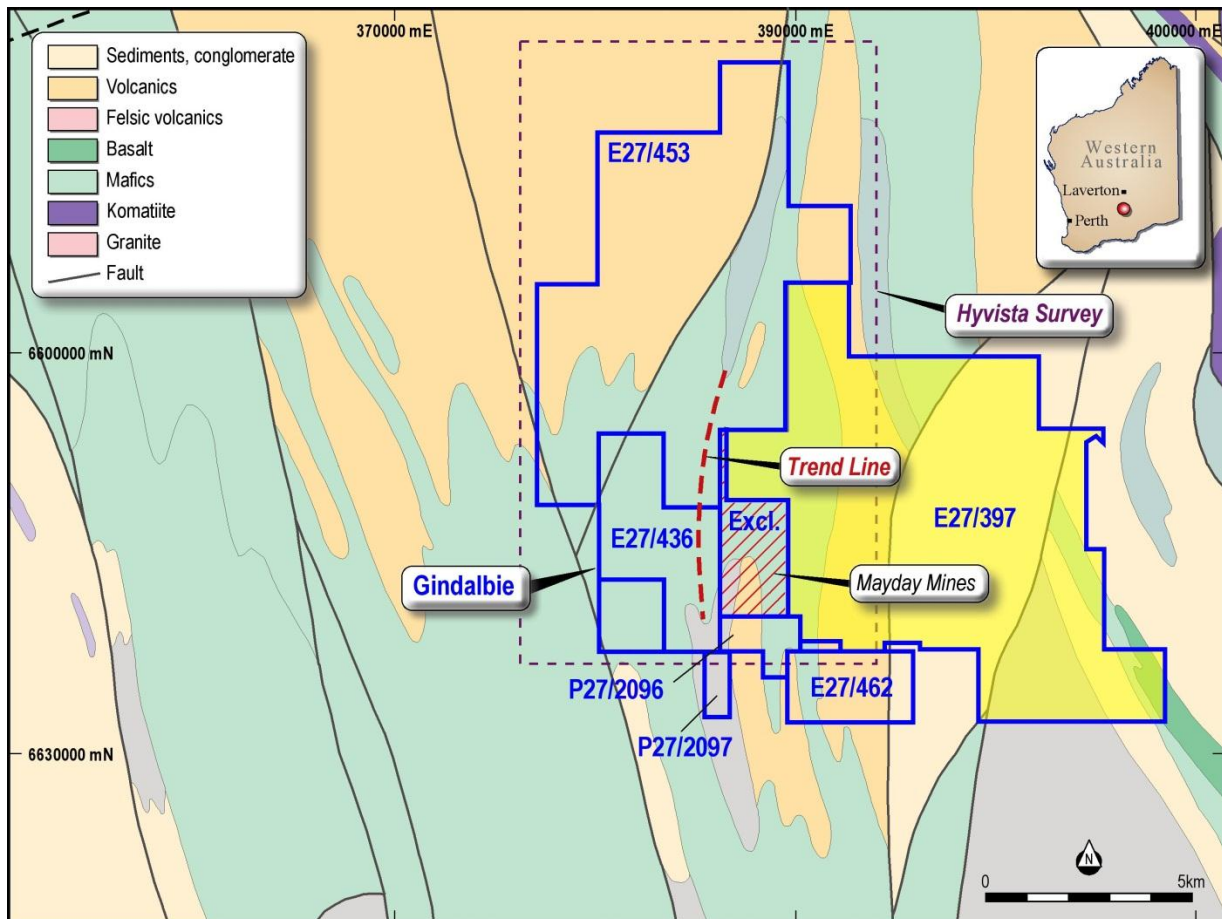 370000 mE
390000 mE
400000 mE
Sediments, conglomerate
Volcanics
Felsic volcanics
Basalt
Mafics
Komatiite
Granite
Fault
Western
Australia
Laverton
Perth
E27/453
Hyvista Survey
6600000 mN
Trend Line
Excl.
E27/397
E27/436
Gindalbie
Mayday Mines
P27/2096
E27/462
P27/2097
6630000 mN
N
0
5km